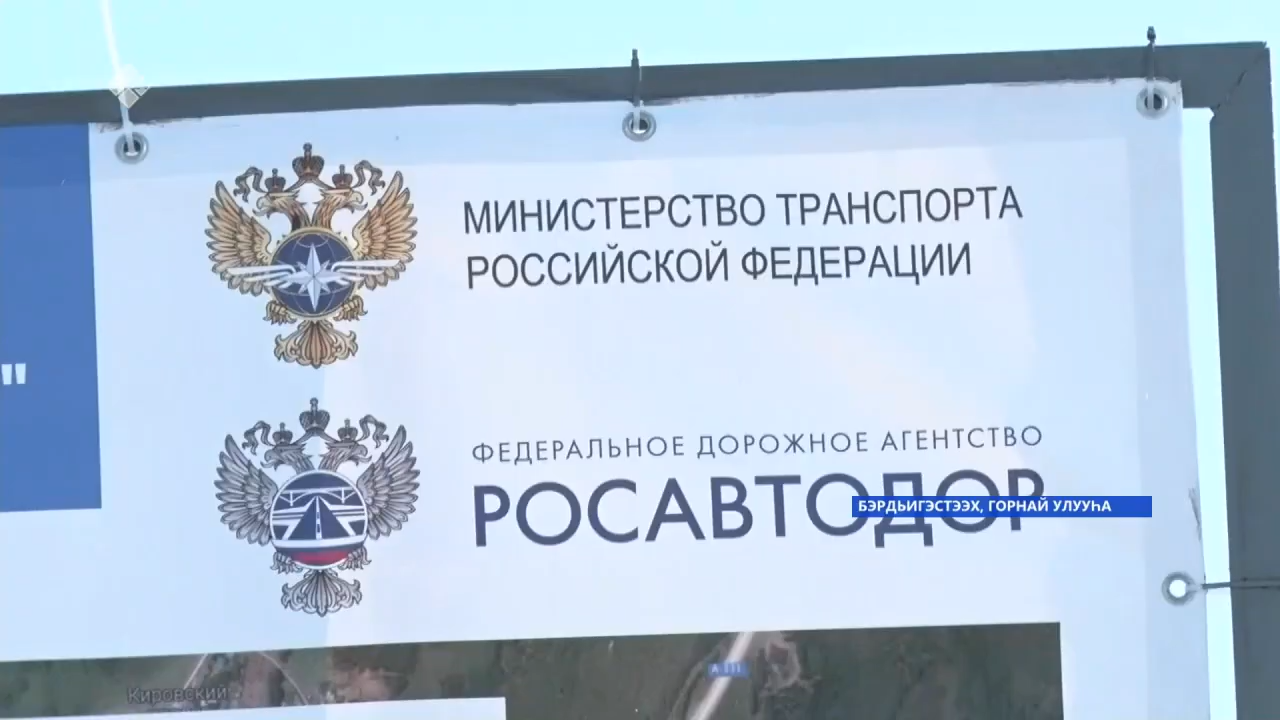 МИНИСТЕРСТВО ТРАНСПОРТА
РОССИЙСКОЙ ФЕДЕРАЦИИ
"
ФЕДЕРАЛЬНОЕ ДОРОЖНОЕ АГЕНТСТВО
РОСАВТОДОР
БЭРДЬИГЭСТЭЭХ, ГОРНАЙ УЛУУҺА
Кировский